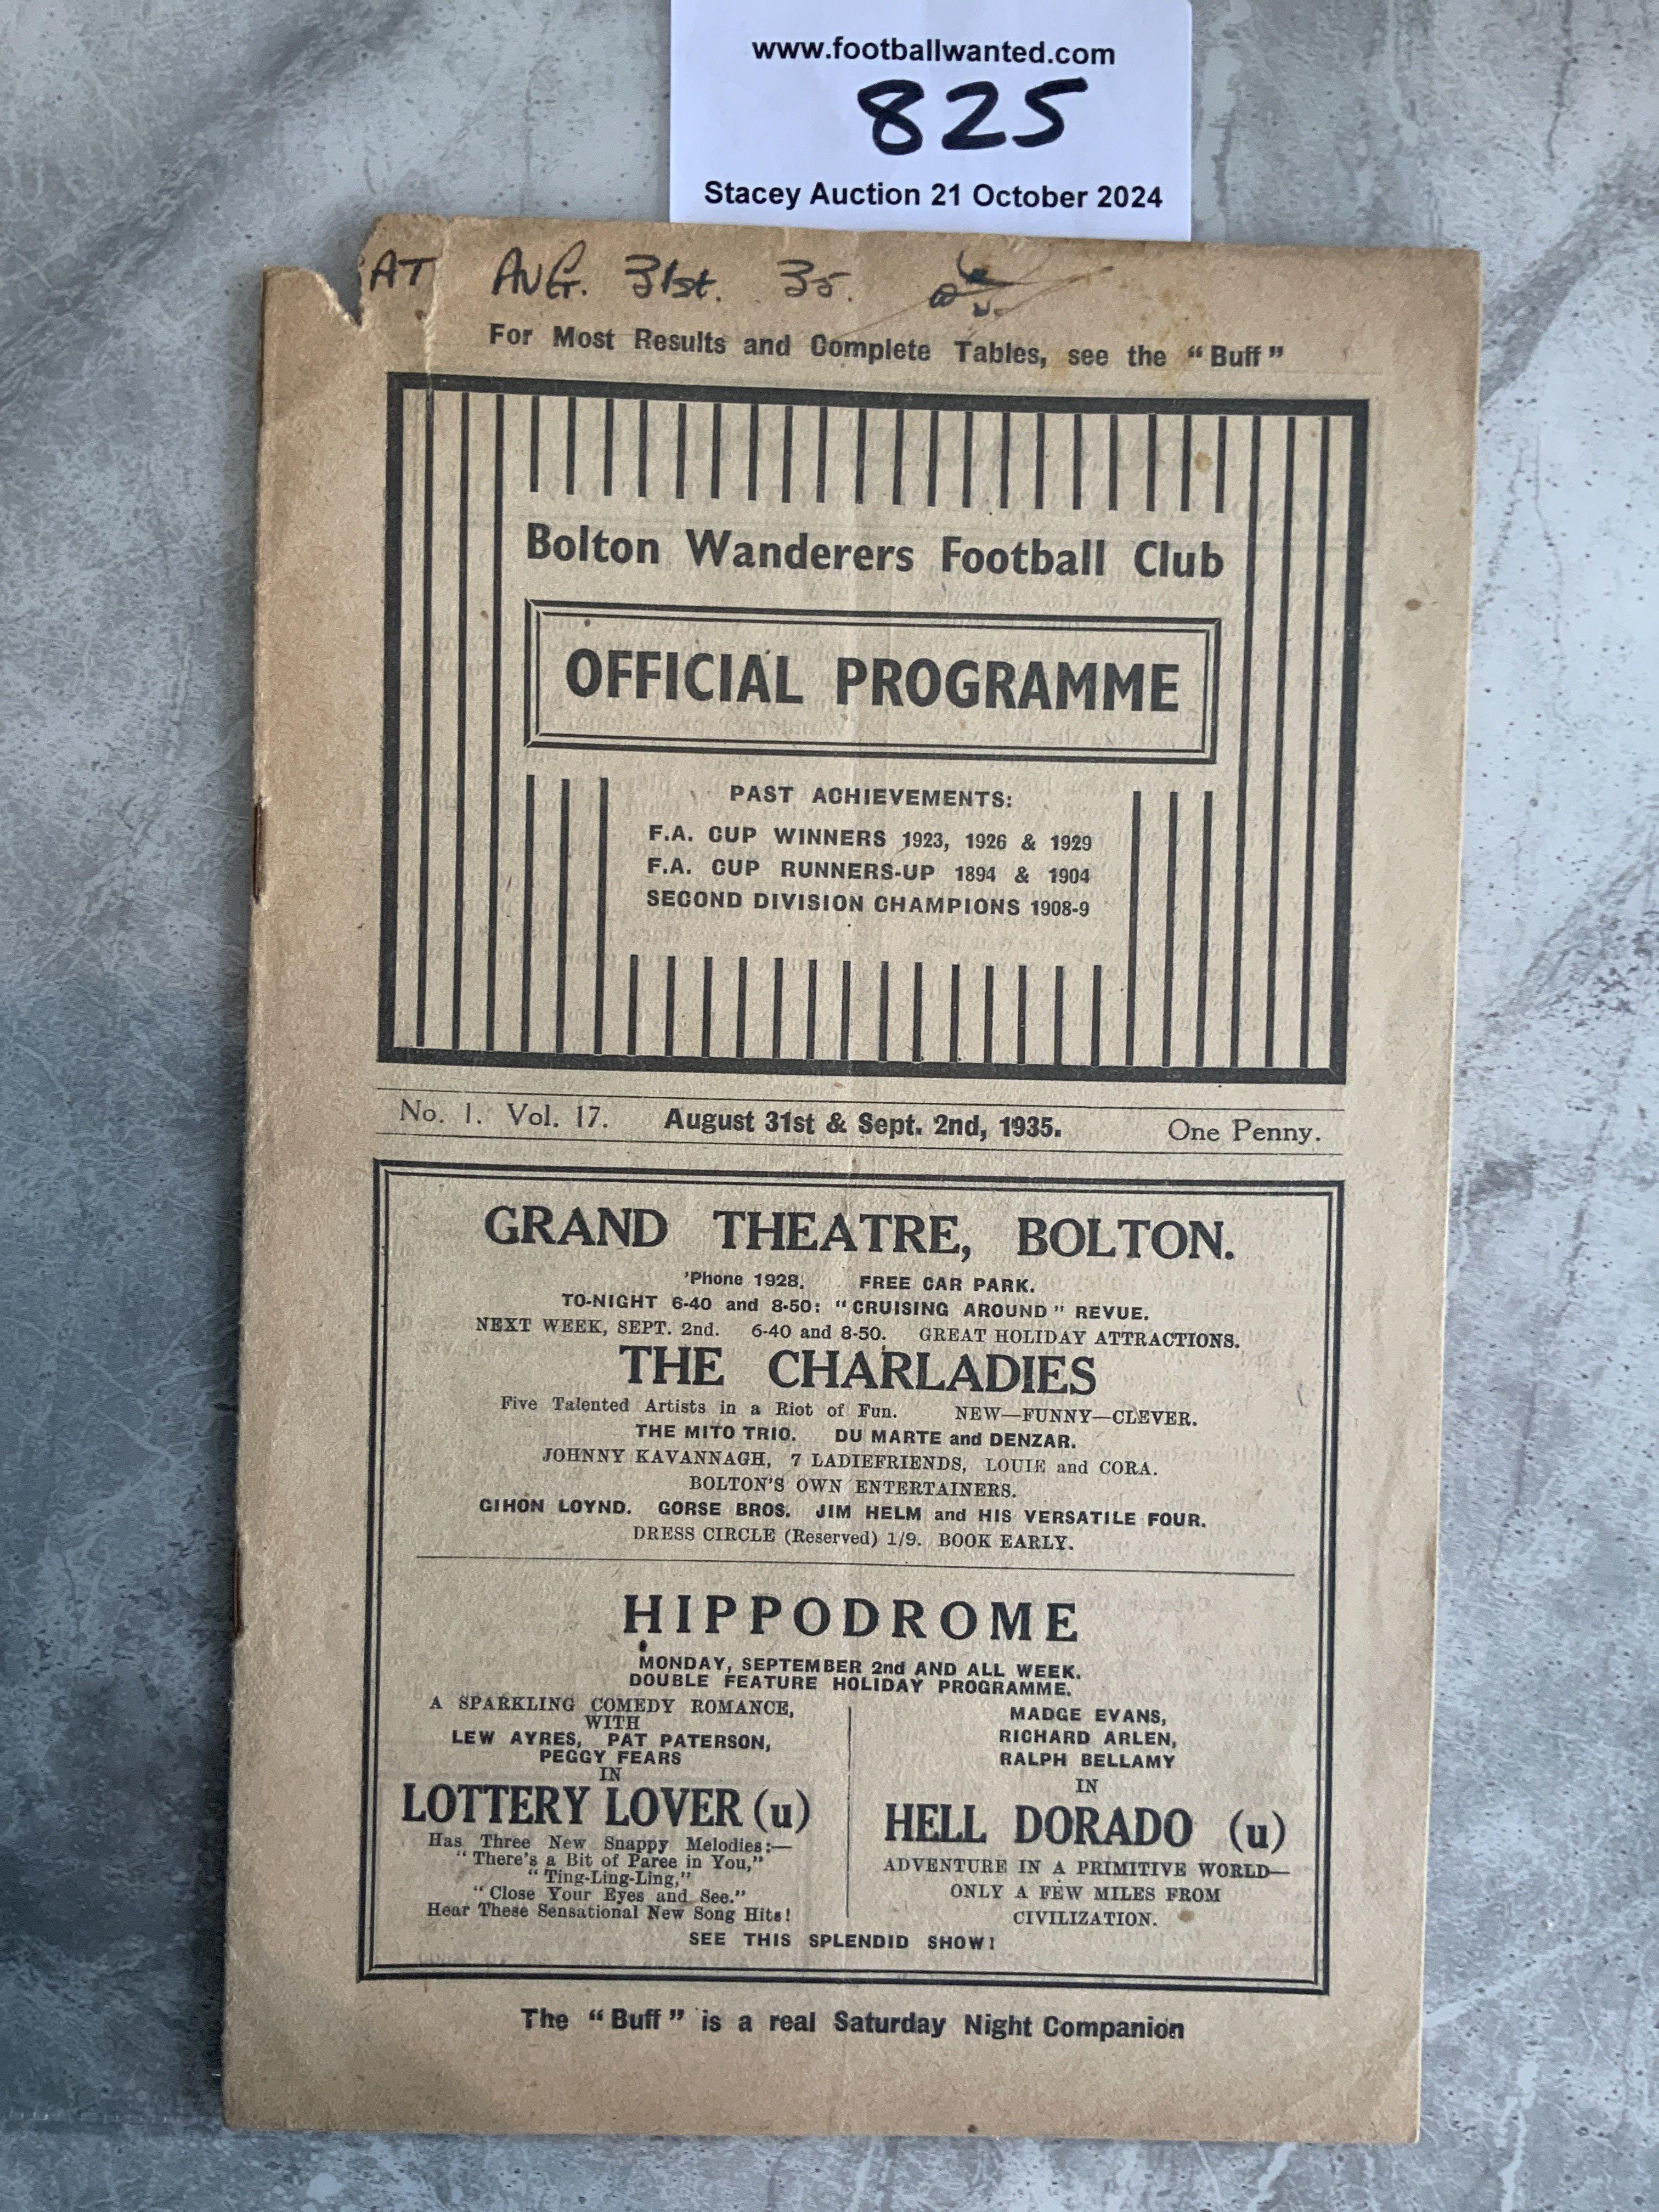 www.footballwanted.com
825
Stacey Auction 21 October 2024
AT AUG. 31st. 35.
For Most Results and Complete Tables, see the "Buff"
Bolton Wanderers Football Club
OFFICIAL PROGRAMME
PAST ACHIEVEMENTS:
F.A. CUP WINNERS 1923, 1926 & 1929
F.A. CUP RUNNERS-UP 1894 & 1904
SECOND DIVISION CHAMPIONS 1908-9
No. 1. Vol. 17. August 31st & Sept. 2nd, 1935. One Penny.
GRAND THEATRE, BOLTON.
'Phone 1928. FREE CAR PARK.
TO-NIGHT 6-40 and 8-50: "CRUISING AROUND" REVUE.
NEXT WEEK, SEPT. 2nd. 6-40 and 8-50. GREAT HOLIDAY ATTRACTIONS.
THE CHARLADIES
Five Talented Artists in a Riot of Fun. NEW—FUNNY—CLEVER.
THE MITO TRIO. DU MARTE and DENZAR.
JOHNNY KAVANNAGH, 7 LADIEFRIENDS, LOUIE and CORA.
BOLTON'S OWN ENTERTAINERS.
GIHON LOYND. GORSE BROS. JIM HELM and HIS VERSATILE FOUR.
DRESS CIRCLE (Reserved) 1/9. BOOK EARLY.
HIPPODROME
MONDAY, SEPTEMBER 2nd AND ALL WEEK.
DOUBLE FEATURE HOLIDAY PROGRAMME.
A SPARKLING COMEDY ROMANCE,
WITH
LEW AYRES, PAT PATERSON,
PEGGY FEARS
IN
LOTTERY LOVER (u)
Has Three New Snappy Melodies:—
"There's a Bit of Paree in You,"
"Ting-Ling-Ling,"
"Close Your Eyes and See."
Hear These Sensational New Song Hits!
MADGE EVANS,
RICHARD ARLEN,
RALPH BELLAMY
IN
HELL DORADO (u)
ADVENTURE IN A PRIMITIVE WORLD—
ONLY A FEW MILES FROM
CIVILIZATION.
SEE THIS SPLENDID SHOW!
The "Buff" is a real Saturday Night Companion